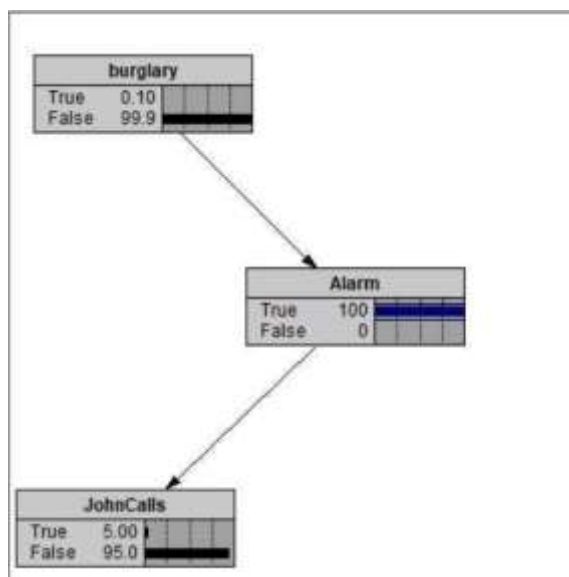 burglary
True 0.10
False 99.9
Alarm
True 100
False 0
JohnCalls
True 5.00
False 95.0